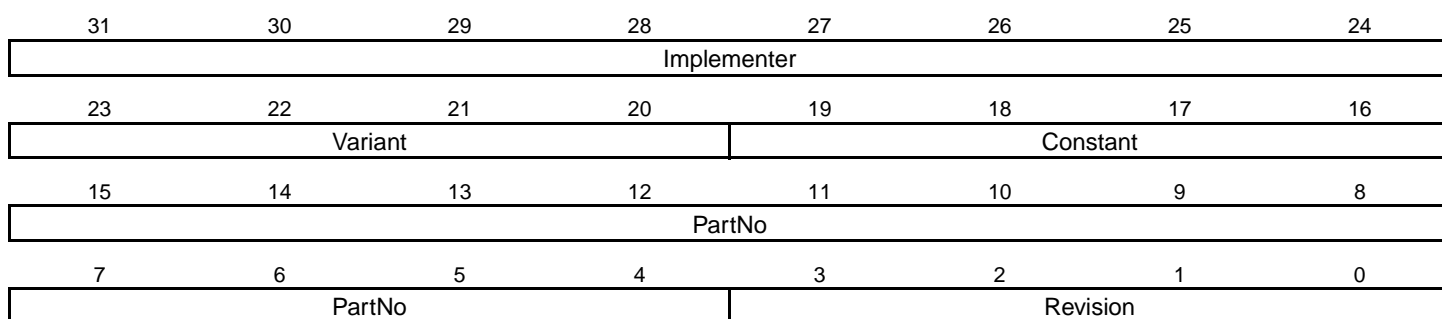 31 30 29 28 27 26 25 24
Implementer
23 22 21 20 19 18 17 16
Variant Constant
15 14 13 12 11 10 9 8
PartNo
7 6 5 4 3 2 1 0
PartNo Revision